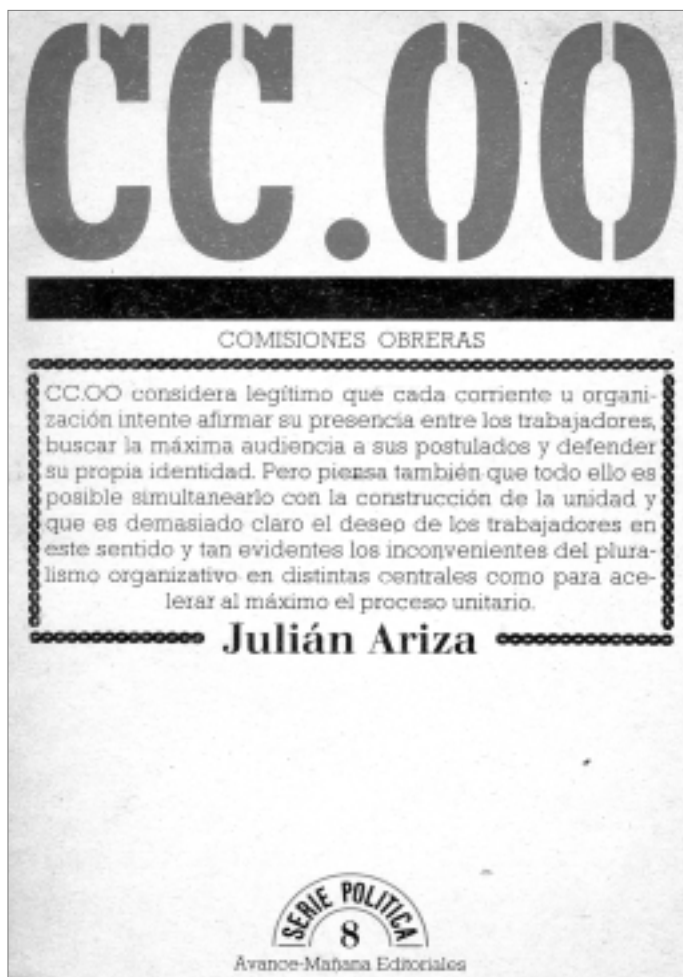 CC.OO
COMISIONES OBRERAS
CC.OO considera legítimo que cada corriente u organi-
zación intente afirmar su presencia entre los trabajadores,
buscar la máxima audiencia a sus postulados y defender
su propia identidad. Pero piensa también que todo ello es
posible simultanearlo con la construcción de la unidad y
que es demasiado claro el deseo de los trabajadores en
este sentido y tan evidentes los inconvenientes del plura-
lismo organizativo en distintas centrales como para ace-
lerar al máximo el proceso unitario.
Julián Ariza
SERIE POLITICA
8
Avance-Mañana Editoriales